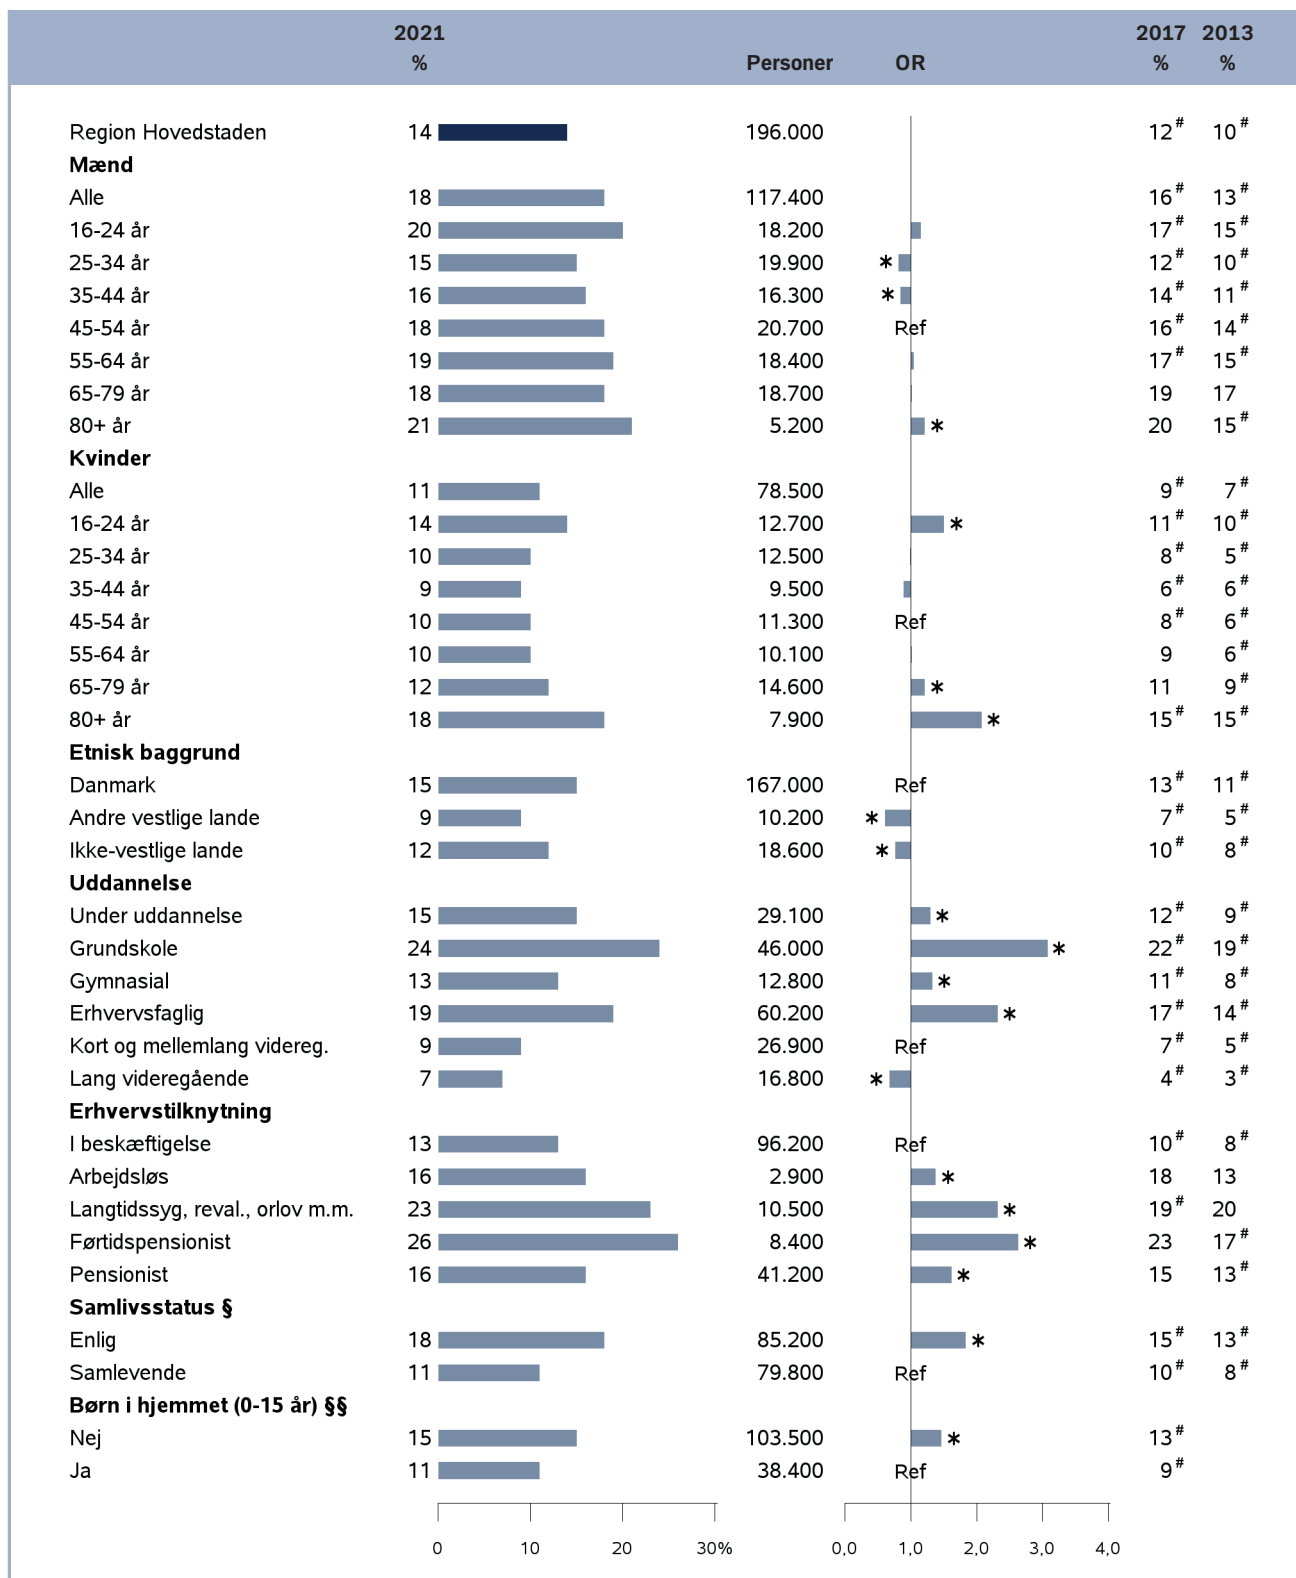 2021 2017 2013
% Personer OR % %
Region Hovedstaden 14 196.000 12# 10#
Mænd
Alle 18 117.400 16# 13#
16-24 år 20 18.200 17# 15#
25-34 år 15 19.900 * 12# 10#
35-44 år 16 16.300 * 14# 11#
45-54 år 18 20.700 Ref 16# 14#
55-64 år 19 18.400 17# 15#
65-79 år 18 18.700 19 17
80+ år 21 5.200 * 20 15#
Kvinder
Alle 11 78.500 9# 7#
16-24 år 14 12.700 * 11# 10#
25-34 år 10 12.500 8# 5#
35-44 år 9 9.500 6# 6#
45-54 år 10 11.300 Ref 8# 6#
55-64 år 10 10.100 9 6#
65-79 år 12 14.600 * 11 9#
80+ år 18 7.900 * 15# 15#
Etnisk baggrund
Danmark 15 167.000 Ref 13# 11#
Andre vestlige lande 9 10.200 * 7# 5#
Ikke-vestlige lande 12 18.600 * 10# 8#
Uddannelse
Under uddannelse 15 29.100 * 12# 9#
Grundskole 24 46.000 * 22# 19#
Gymnasial 13 12.800 * 11# 8#
Erhvervsfaglig 19 60.200 * 17# 14#
Kort og mellemlang videreg. 9 26.900 Ref 7# 5#
Lang videregående 7 16.800 * 4# 3#
Erhvervstilknytning
I beskæftigelse 13 96.200 Ref 10# 8#
Arbejdsløs 16 2.900 * 18 13
Langtidssyg, reval., orlov m.m. 23 10.500 * 19# 20
Førtidspensionist 26 8.400 * 23 17#
Pensionist 16 41.200 * 15 13#
Samlivsstatus §
Enlig 18 85.200 * 15# 13#
Samlevende 11 79.800 Ref 10# 8#
Børn i hjemmet (0-15 år) §§
Nej 15 103.500 * 13#
Ja 11 38.400 Ref 9#
0 10 20 30% 0,0 1,0 2,0 3,0 4,0